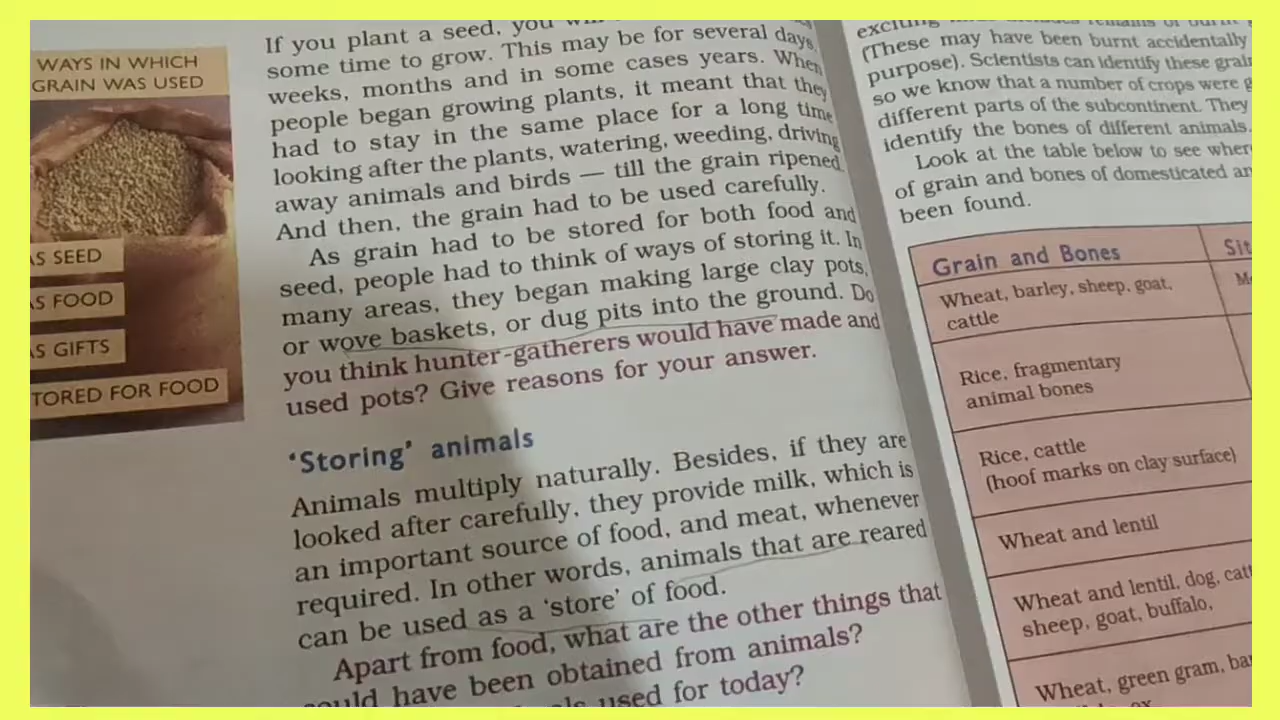 WAYS IN WHICH
GRAIN WAS USED
AS SEED
AS FOOD
AS GIFTS
STORED FOR FOOD
If you plant a seed, you
some time to grow. This may be for several days,
weeks, months and in some cases years. When
people began growing plants, it meant that they
had to stay in the same place for a long time
looking after the plants, watering, weeding, driving
away animals and birds — till the grain ripened.
And then, the grain had to be used carefully.
As grain had to be stored for both food and
seed, people had to think of ways of storing it. In
many areas, they began making large clay pots,
or wove baskets, or dug pits into the ground. Do
you think hunter-gatherers would have made and
used pots? Give reasons for your answer.
‘Storing’ animals
Animals multiply naturally. Besides, if they are
looked after carefully, they provide milk, which is
an important source of food, and meat, whenever
required. In other words, animals that are reared
can be used as a ‘store’ of food.
Apart from food, what are the other things that
could have been obtained from animals?
used for today?
exciting
(These may have been burnt accidentally
purpose). Scientists can identify these
so we know that a number of crops were
different parts of the subcontinent. They
identify the bones of different animals.
Look at the table below to see
of grain and bones of domesticated
been found.
Grain and Bones
Wheat, barley, sheep, goat,
cattle
Rice, fragmentary
animal bones
Rice, cattle
(hoof marks on clay surface)
Wheat and lentil
Wheat and lentil, dog,
sheep, goat, buffalo,
Wheat, green gram,
ox